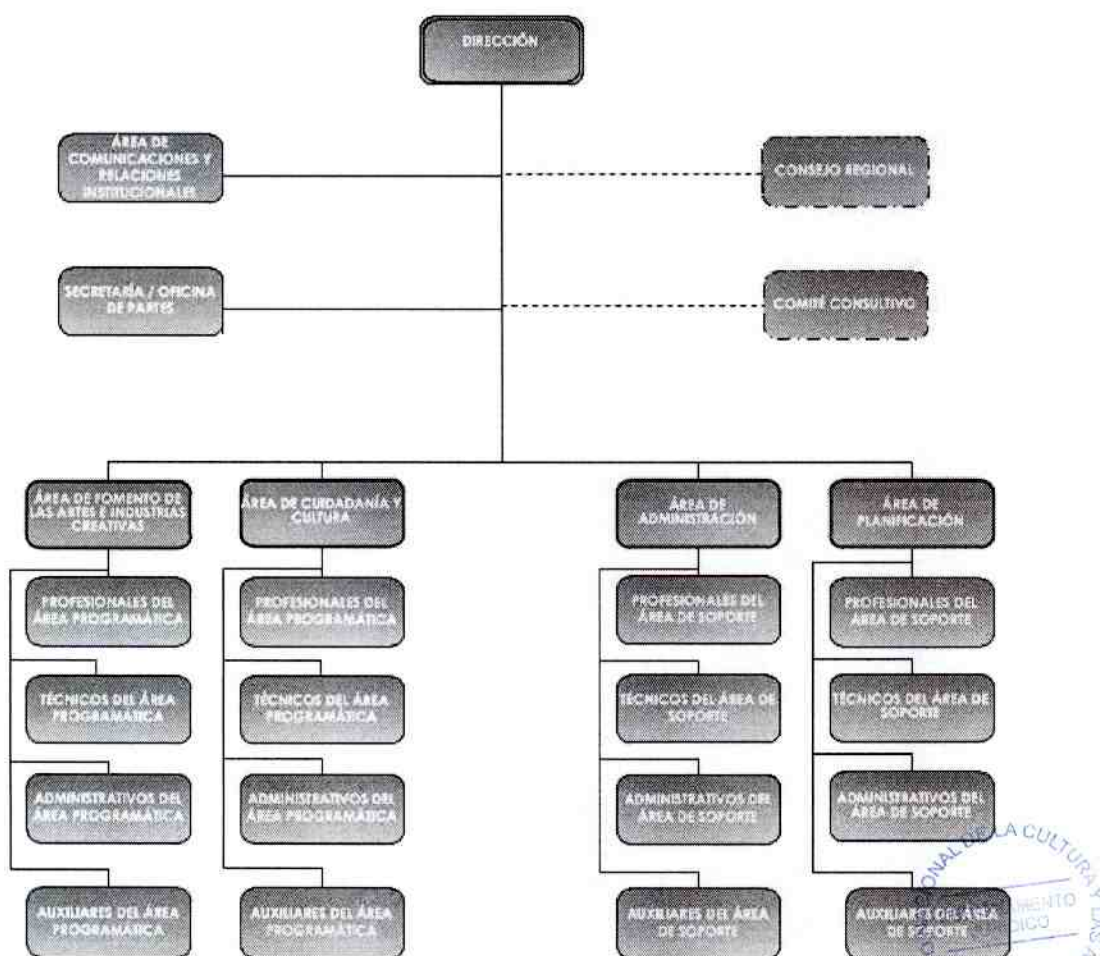 DIRECCIÓN
ÁREA DE
COMUNICACIONES Y
RELACIONES
INSTITUCIONALES
CONSEJO REGIONAL
SECRETARÍA / OFICINA
DE PARTES
COMITÉ CONSULTIVO
ÁREA DE FOMENTO DE
LAS ARTES E INDUSTRIAS
CREATIVAS
ÁREA DE CUIDADANÍA Y
CULTURA
ÁREA DE
ADMINISTRACIÓN
ÁREA DE
PLANIFICACIÓN
PROFESIONALES DEL
ÁREA PROGRAMÁTICA
PROFESIONALES DEL
ÁREA PROGRAMÁTICA
PROFESIONALES DEL
ÁREA DE SOPORTE
PROFESIONALES DEL
ÁREA DE SOPORTE
TÉCNICOS DEL ÁREA
PROGRAMÁTICA
TÉCNICOS DEL ÁREA
PROGRAMÁTICA
TÉCNICOS DEL ÁREA DE
SOPORTE
TÉCNICOS DEL ÁREA DE
SOPORTE
ADMINISTRATIVOS DEL
ÁREA PROGRAMÁTICA
ADMINISTRATIVOS DEL
ÁREA PROGRAMÁTICA
ADMINISTRATIVOS DEL
ÁREA DE SOPORTE
ADMINISTRATIVOS DEL
ÁREA DE SOPORTE
AUXILIARES DEL ÁREA
PROGRAMÁTICA
AUXILIARES DEL ÁREA
PROGRAMÁTICA
AUXILIARES DEL ÁREA
DE SOPORTE
AUXILIARES DEL ÁREA
DE SOPORTE
DE LA CULTURA Y LAS